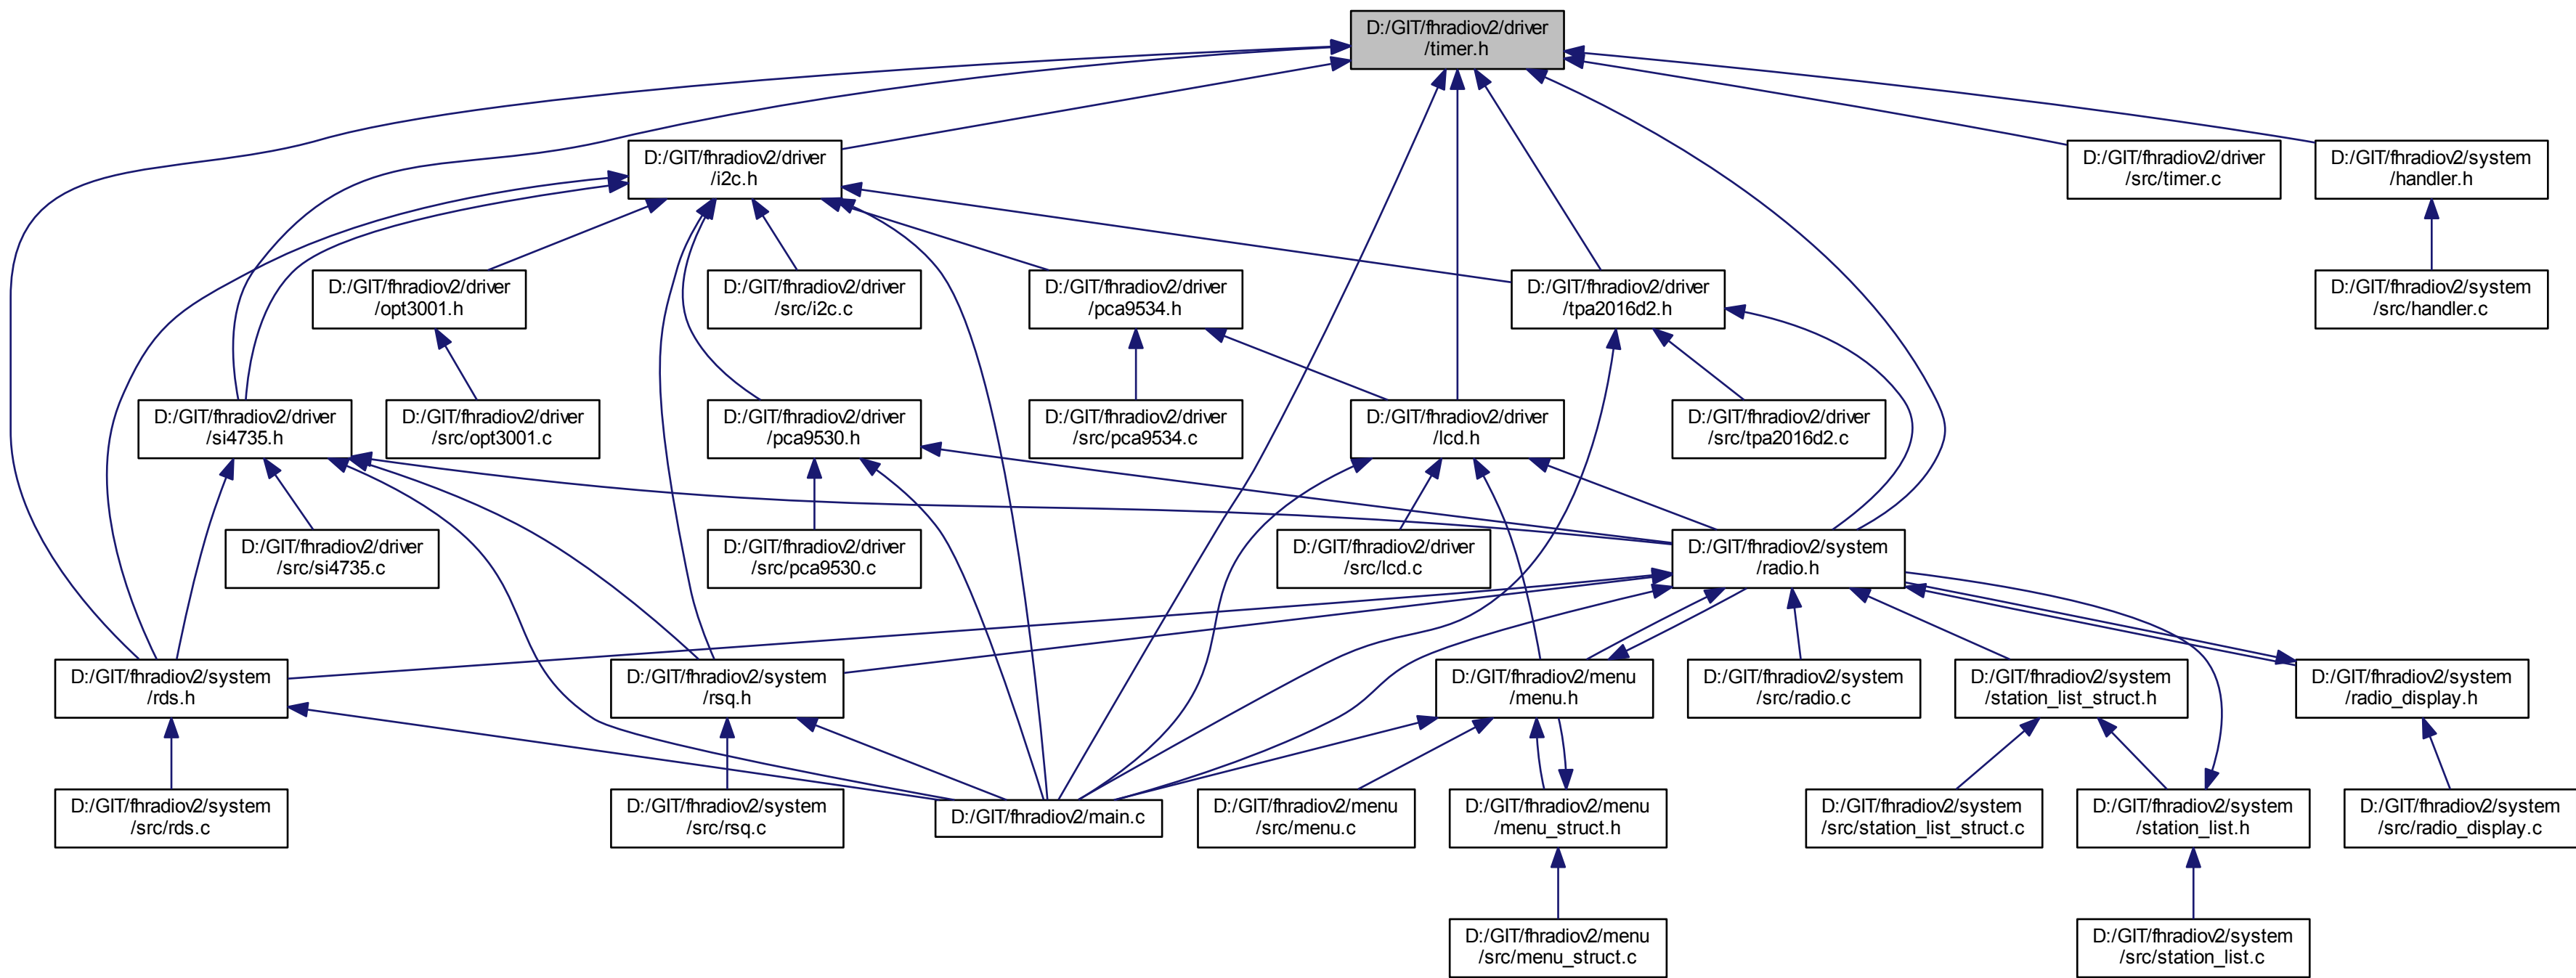 D:/GIT/fhradiov2/driver
/timer.h
D:/GIT/fhradiov2/driver
/i2c.h
D:/GIT/fhradiov2/driver
src/timer.c
D:/GIT/fhradiov2/system
/handler.h
D:/GIT/fhradiov2/driver
/opt3001.h
D:/GIT/fhradiov2/driver
/src/i2c.c
D:/GIT/fhradiov2/driver
/pca9534.h
D:/GIT/fhradiov2/driver
/tpa2016d2.h
D:/GIT/fhradiov2/system
/src/handler.c
D:/GIT/fhradiov2/driver
/si4735.h
D:/GIT/fhradiov2/driver
/src/opt3001.c
D:/GIT/fhradiov2/driver
/pca9530.h
D:/GIT/fhradiov2/driver
/src/pca9534.c
D:/GIT/fhradiov2/driver
/lcd.h
D:/GIT/fhradiov2/driver
/src/tpa2016d2.c
D:/GIT/fhradiov2/driver
/src/si4735.c
D:/GIT/fhradiov2/driver
/src/pca9530.c
D:/GIT/fhradiov2/driver
/src/lcd.c
D:/GIT/fhradiov2/system
/radio.h
D:/GIT/fhradiov2/system
/rds.h
D:/GIT/fhradiov2/system
/rsq.h
D:/GIT/fhradiov2/menu
/menu.h
D:/GIT/fhradiov2/system
/src/radio.c
D:/GIT/fhradiov2/system
/station_list_struct.h
D:/GIT/fhradiov2/system
/radio_display.h
D:/GIT/fhradiov2/system
/src/rds.c
D:/GIT/fhradiov2/system
/src/rsq.c
D:/GIT/fhradiov2/main.c
D:/GIT/fhradiov2/menu
/src/menu.c
D:/GIT/fhradiov2/menu
/menu_struct.h
D:/GIT/fhradiov2/system
/src/station_list_struct.c
D:/GIT/fhradiov2/system
/station_list.h
D:/GIT/fhradiov2/system
/src/radio_display.c
D:/GIT/fhradiov2/menu
/src/menu_struct.c
D:/GIT/fhradiov2/system
/src/station_list.c